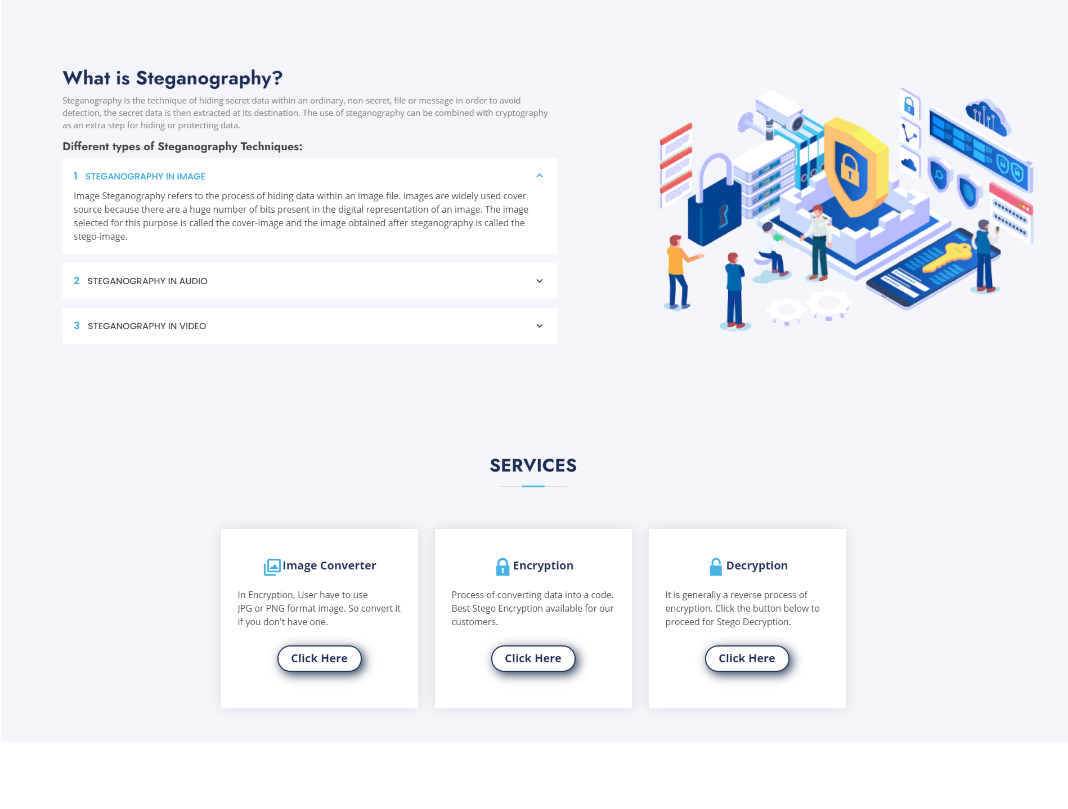 What is Steganography?
Steganography is the technique of hiding secret data within an ordinary, non-secret, file or message in order to avoid
detection, the secret data is then extracted at its destination. The use of steganography can be combined with cryptography
as an extra step for hiding or protecting data.
Different types of Steganography Techniques:
1 STEGANOGRAPHY IN IMAGE
Image Steganography refers to the process of hiding data within an image file. images are widely used cover
source because there are a huge number of bits present in the digital representation of an image. The image
selected for this purpose is called the cover-image and the image obtained after steganography is called the
stego-image.
2 STEGANOGRAPHY IN AUDIO
3 STEGANOGRAPHY IN VIDEO
SERVICES
Image Converter
In Encryption, User have to use
JPG or PNG format image. So convert it
if you don't have one.
Click Here
Encryption
Process of converting data into a code.
Best Stego Encryption available for our
customers.
Click Here
Decryption
It is generally a reverse process of
encryption. Click the button below to
proceed for Stego Decryption.
Click Here